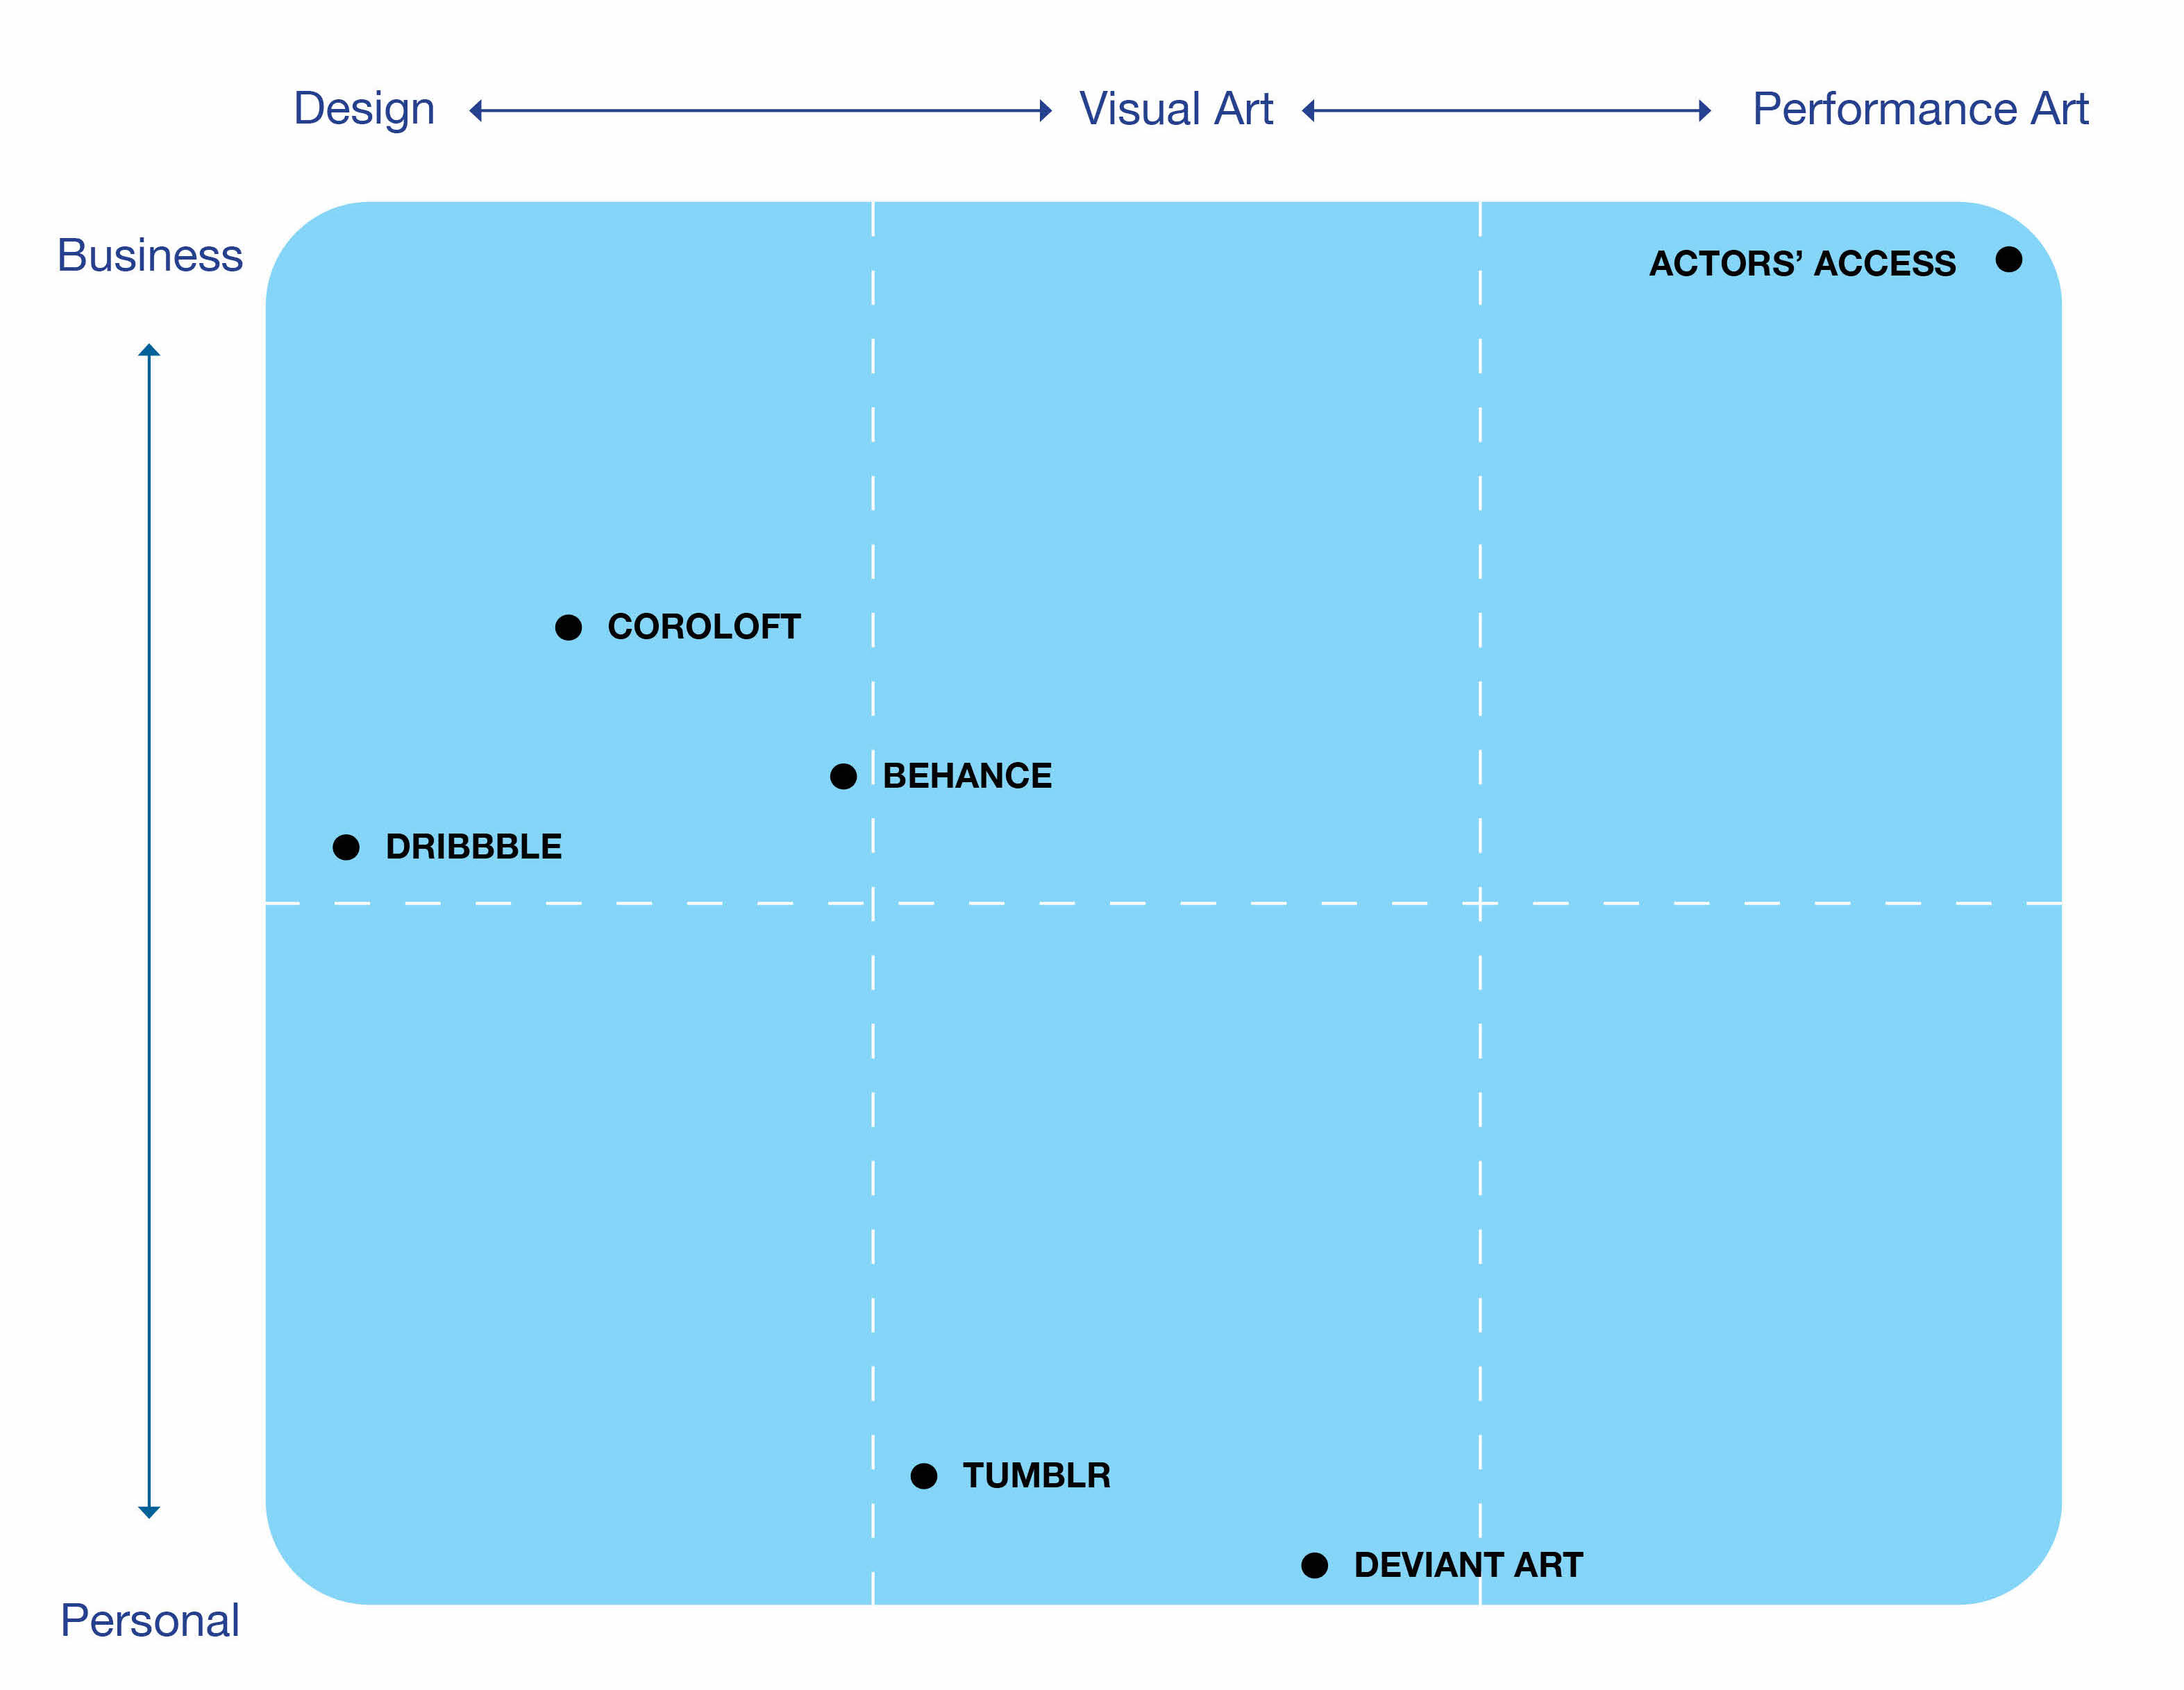 Design
Visual Art
Performance Art
Business
ACTORS’ ACCESS
COROLOFT
BEHANCE
DRIBBBLE
TUMBLR
DEVIANT ART
Personal